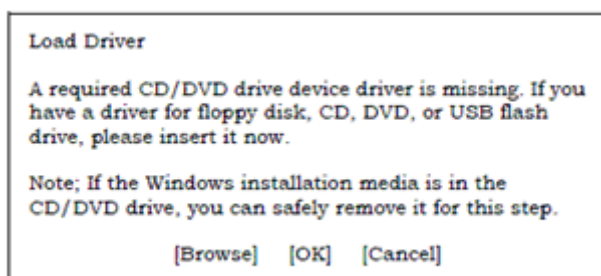 Load Driver
A required CD/DVD drive device driver is missing. If you
have a driver for floppy disk, CD, DVD, or USB flash
drive, please insert it now.
Note; If the Windows installation media is in the
CD/DVD drive, you can safely remove it for this step.
[Browse] [OK] [Cancel]